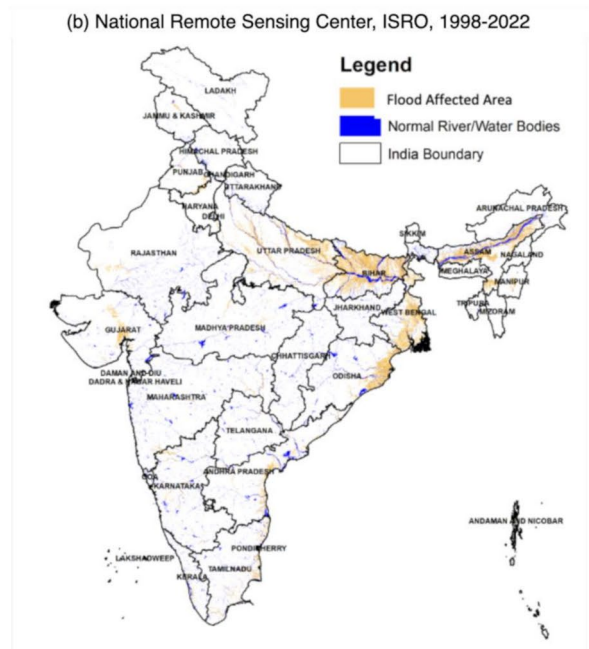 (b) National Remote Sensing Center, ISRO, 1998-2022
Legend
Flood Affected Area
Normal River/Water Bodies
India Boundary
LADAKH
JAMMU & KASHMIR
HIMACHAL PRADESH
PUNJAB
CHANDIGARH
UTTARAKHAND
HARYANA
DELHI
ARUNACHAL PRADESH
SIKKIM
RAJASTHAN
UTTAR PRADESH
ASSAM
NAGALAND
BIHAR
MEGHALAYA
MANIPUR
TRIPURA
MIZORAM
JHARKHAND
WEST BENGAL
GUJARAT
MADHYA PRADESH
CHHATTISGARH
ODISHA
DAMAN AND DIU
DADRA & NAGAR HAVELI
MAHARASHTRA
TELANGANA
ANDHRA PRADESH
GOA
KARNATAKA
ANDAMAN AND NICOBAR
PONDICHERRY
LAKSHADWEEP
TAMILNADU
KERALA